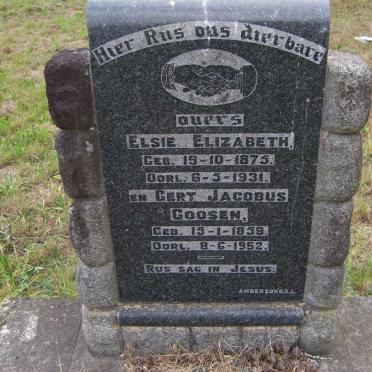 Hier Rus ons dierbare
ouers
Elsie Elizabeth,
Geb. 19-10-1875.
Oorl. 6-5-1931.
en Gert Jacobus
Goosen,
Geb. 15-1-1859.
Oorl. 8-6-1952.
Rus sag in Jesus.
ANDERSON&S.L.